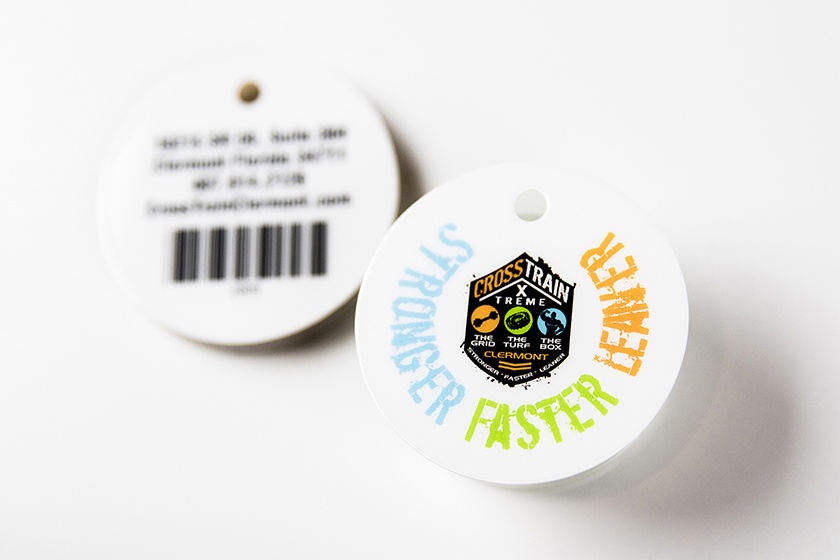 Clermont Florida 34711
CrossTrainClermont.com
STRONGER FASTER LEANER
CROSSTRAIN
X
TREME
THE GRID
THE TURF
THE BOX
CLERMONT
STRONGER • FASTER • LEANER